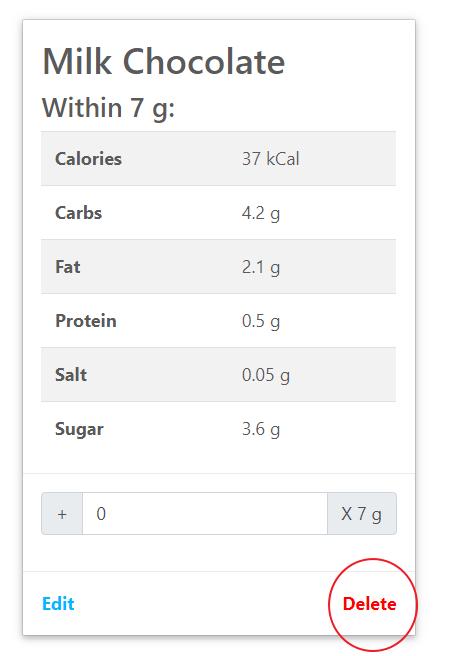 Milk Chocolate
Within 7 g:
Calories 37 kCal
Carbs 4.2 g
Fat 2.1 g
Protein 0.5 g
Salt 0.05 g
Sugar 3.6 g
+ 0 X 7 g
Edit Delete